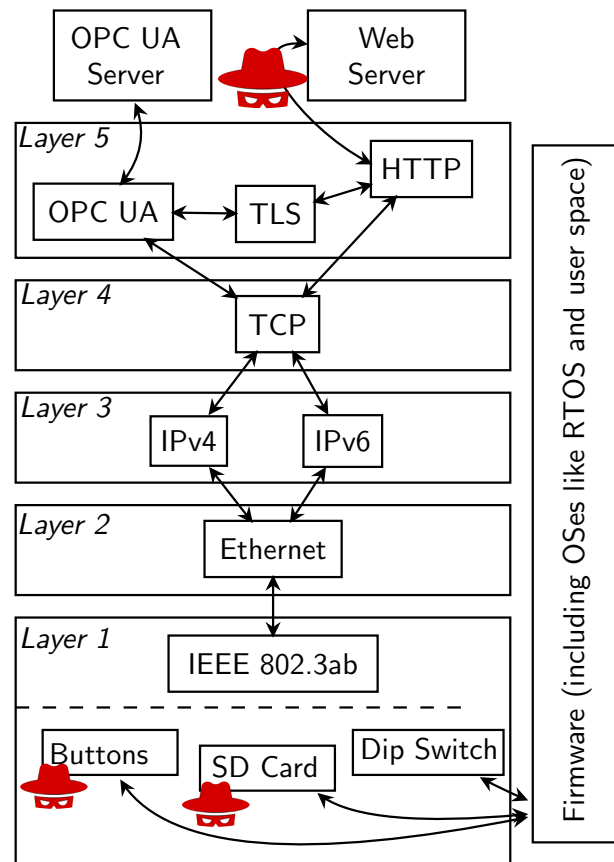 OPC UA
Server
Web
Server
Layer 5
HTTP
OPC UA
TLS
Layer 4
TCP
Layer 3
IPv4
IPv6
Layer 2
Ethernet
Layer 1
IEEE 802.3ab
Buttons
SD Card
Dip Switch
Firmware (including OSes like RTOS and user space)